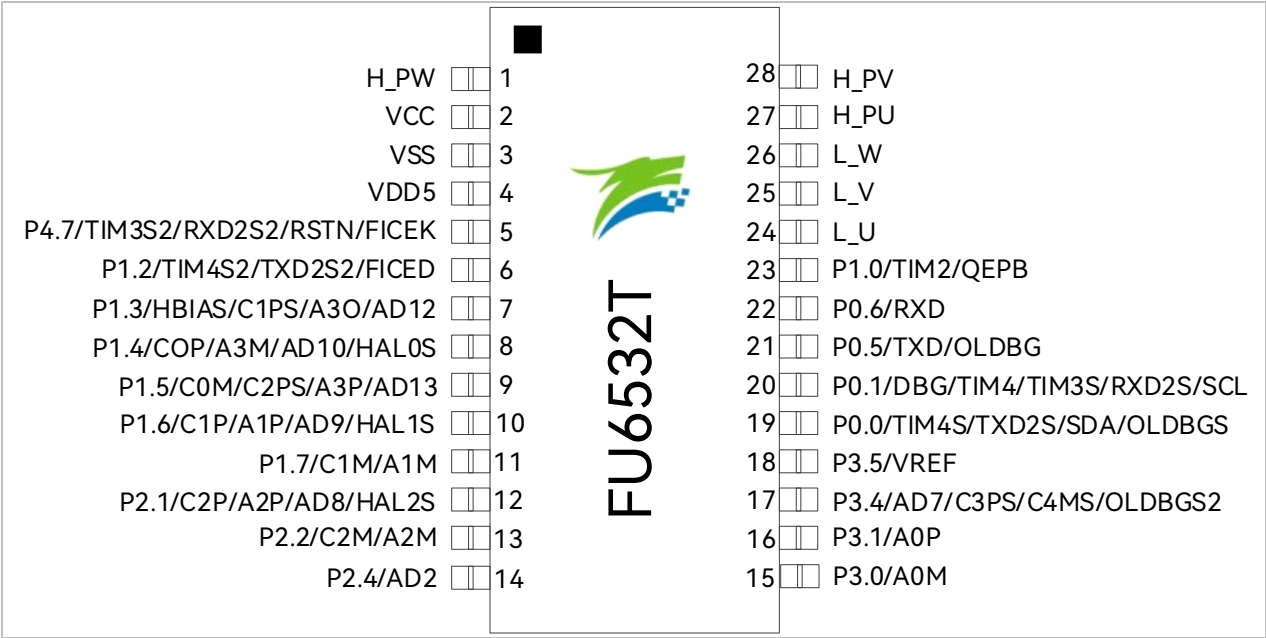 H_PW 1 28 H_PV
VCC 2 27 H_PU
VSS 3 26 L_W
VDD5 4 25 L_V
P4.7/TIM3S2/RXD2S2/RSTN/FICEK 5 24 L_U
P1.2/TIM4S2/TXD2S2/FICED 6 23 P1.0/TIM2/QEPB
P1.3/HBIAS/C1PS/A3O/AD12 7 22 P0.6/RXD
P1.4/COP/A3M/AD10/HAL0S 8 21 P0.5/TXD/OLDBG
P1.5/C0M/C2PS/A3P/AD13 9 20 P0.1/DBG/TIM4/TIM3S/RXD2S/SCL
P1.6/C1P/A1P/AD9/HAL1S 10 19 P0.0/TIM4S/TXD2S/SDA/OLDBGS
P1.7/C1M/A1M 11 18 P3.5/VREF
P2.1/C2P/A2P/AD8/HAL2S 12 17 P3.4/AD7/C3PS/C4MS/OLDBGS2
P2.2/C2M/A2M 13 16 P3.1/A0P
P2.4/AD2 14 15 P3.0/A0M
FU6532T